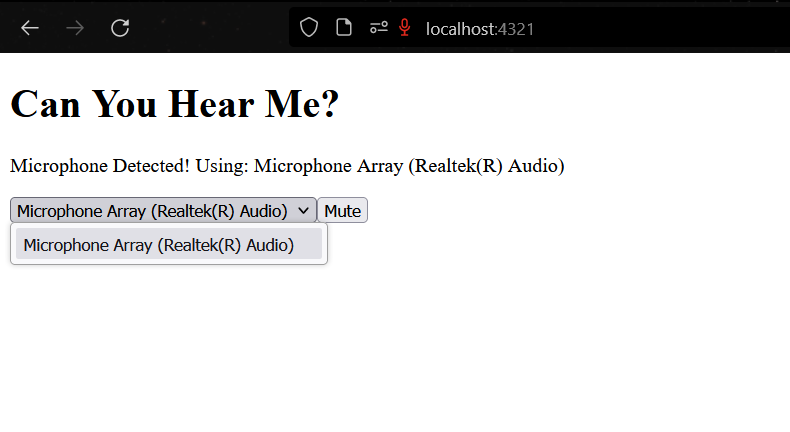 localhost:4321
Can You Hear Me?
Microphone Detected! Using: Microphone Array (Realtek(R) Audio)
Microphone Array (Realtek(R) Audio) Mute
Microphone Array (Realtek(R) Audio)